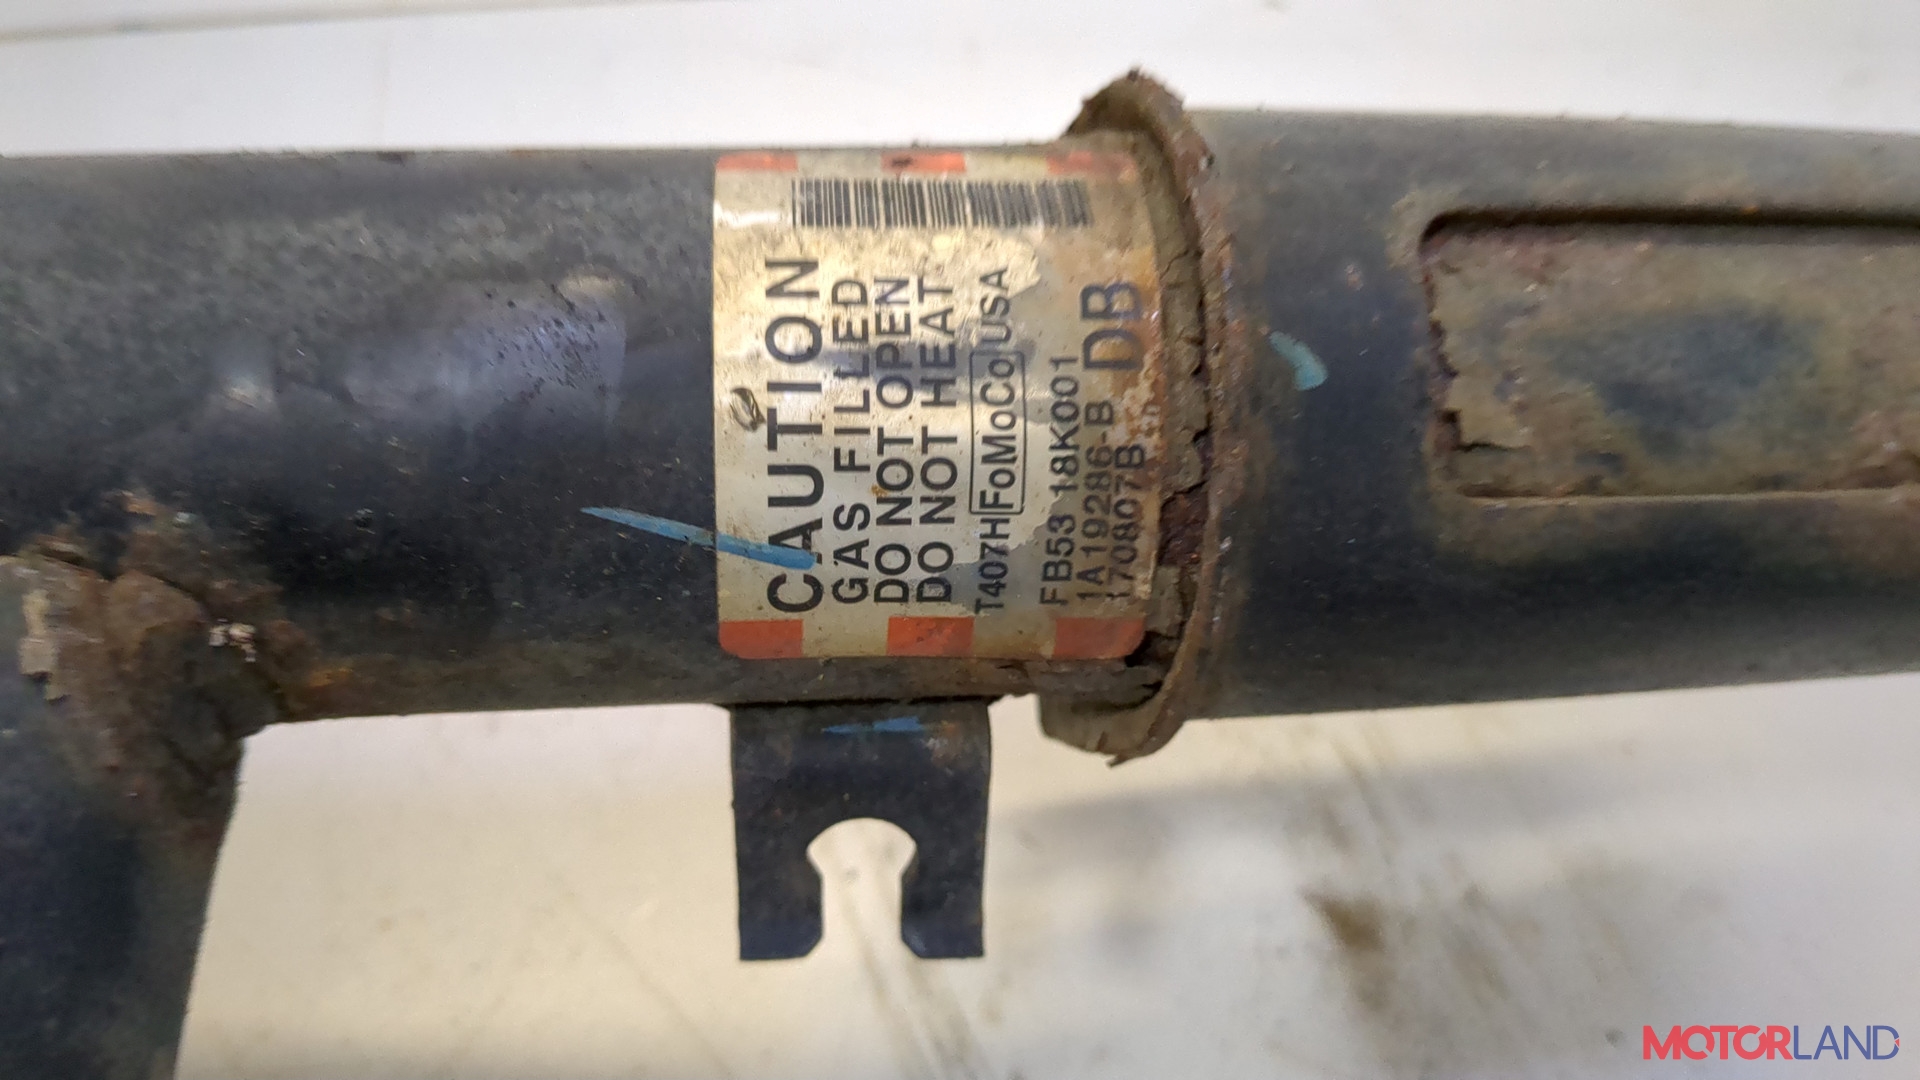 CAUTION
GAS FILLED
DO NOT OPEN
DO NOT HEAT
T407H FoMoCo USA
FB53 18K001
1A19286-B DB
170807B
MOTORLAND